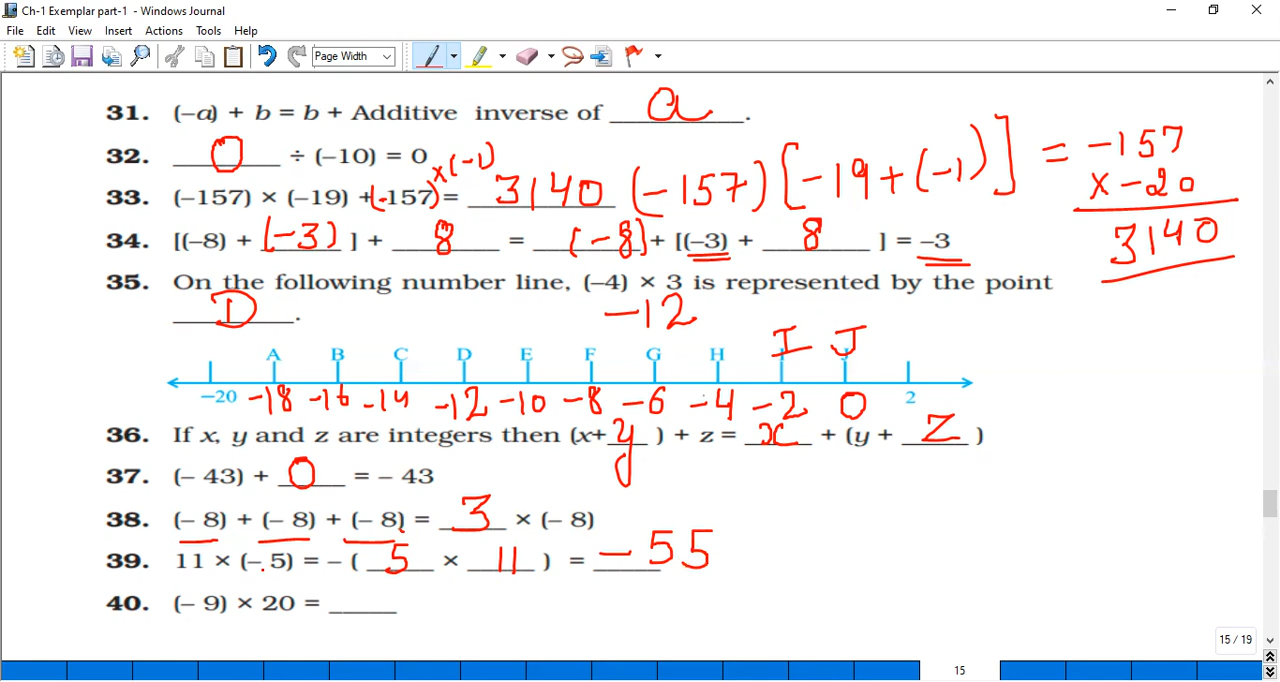 Ch-1 Exemplar part-1 - Windows Journal
File Edit View Insert Actions Tools Help
Page Width
31. (–a) + b = b + Additive inverse of a.
32. 0 ÷ (–10) = 0
×(-1)
33. (–157) × (–19) +(-157) = 3140 (-157)[-19+(-1)] = -157
× -20
3140
34. [(–8) + (-3) ] + 8 = (-8) + [(–3) + 8 ] = –3
35. On the following number line, (–4) × 3 is represented by the point
D. -12
A B C D E F G H I J
–20 -18 -16 -14 -12 -10 -8 -6 -4 -2 0 2
36. If x, y and z are integers then (x+ y ) + z = x + (y + z )
37. (– 43) + 0 = – 43
38. (– 8) + (– 8) + (– 8) = 3 × (– 8)
39. 11 × (– 5) = – ( 5 × 11 ) = -55
40. (– 9) × 20 = _____
15 / 19
15